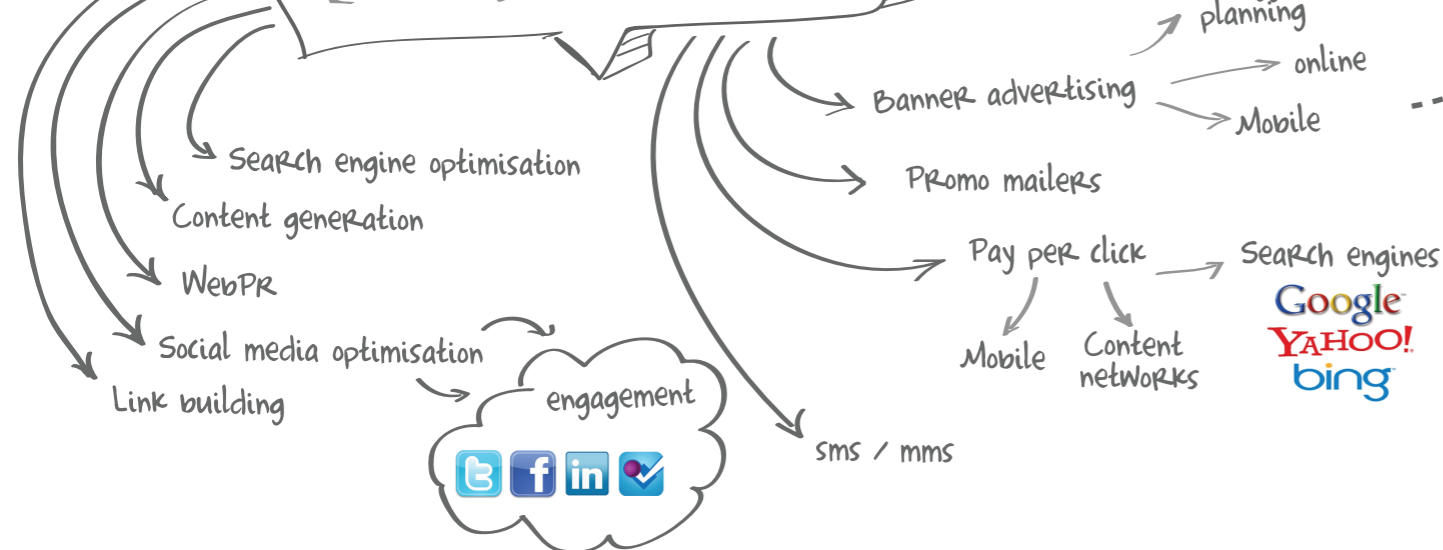 planning
online
Banner advertising
Mobile
Search engine optimisation
Promo mailers
Content generation
Pay per click
Search engines
WebPR
Google
YAHOO!
bing
Social media optimisation
Mobile
Content
networks
Link building
engagement
t f in
sms / mms